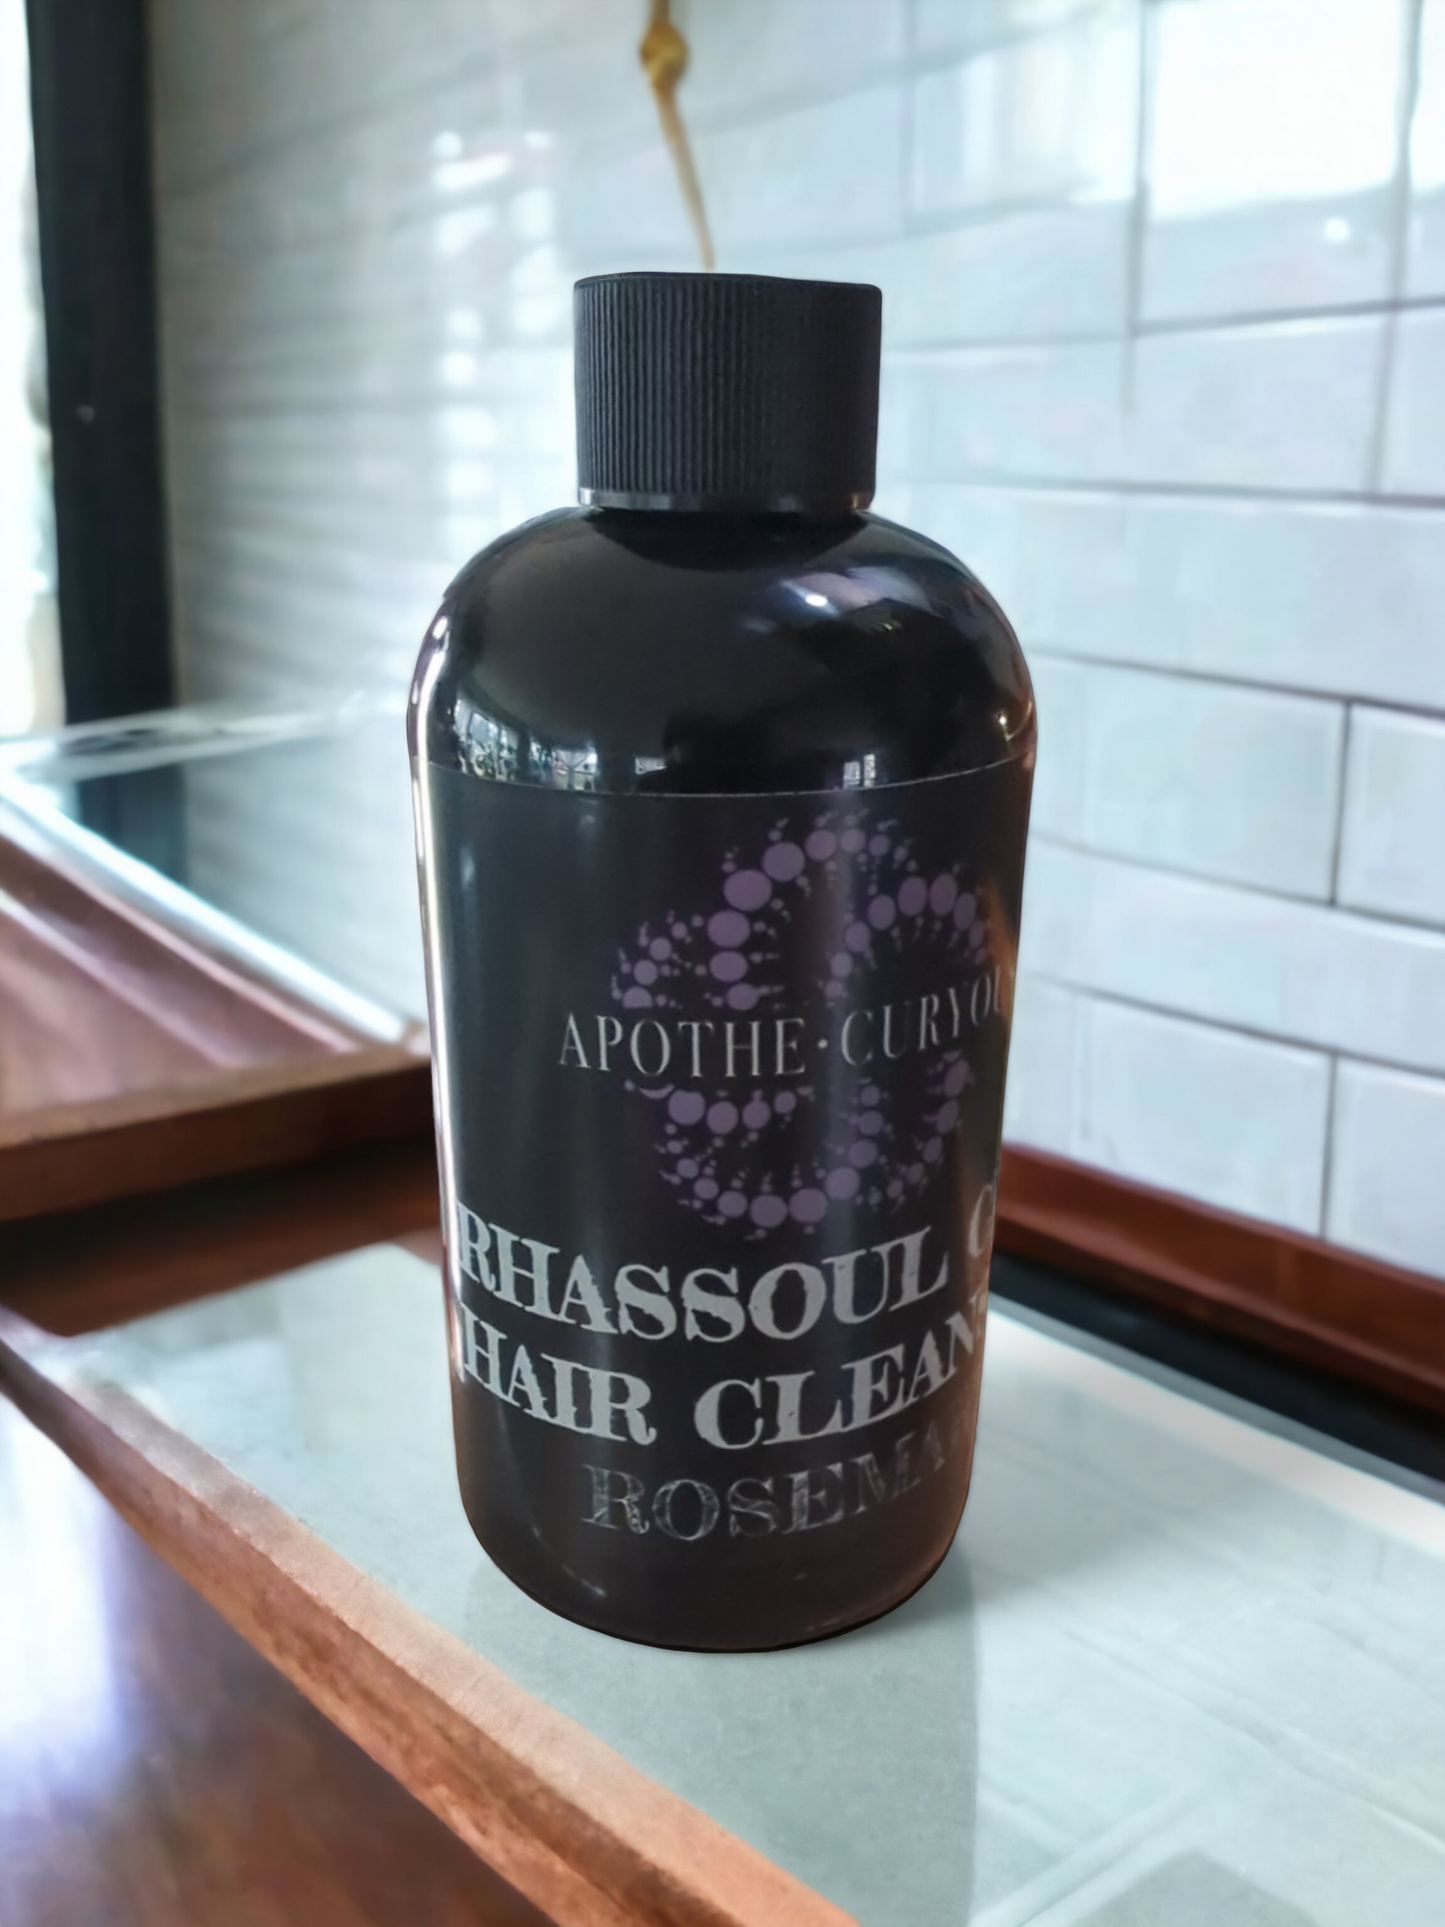 APOTHE·CURYOU
RHASSOUL C
HAIR CLEAN
ROSEMA